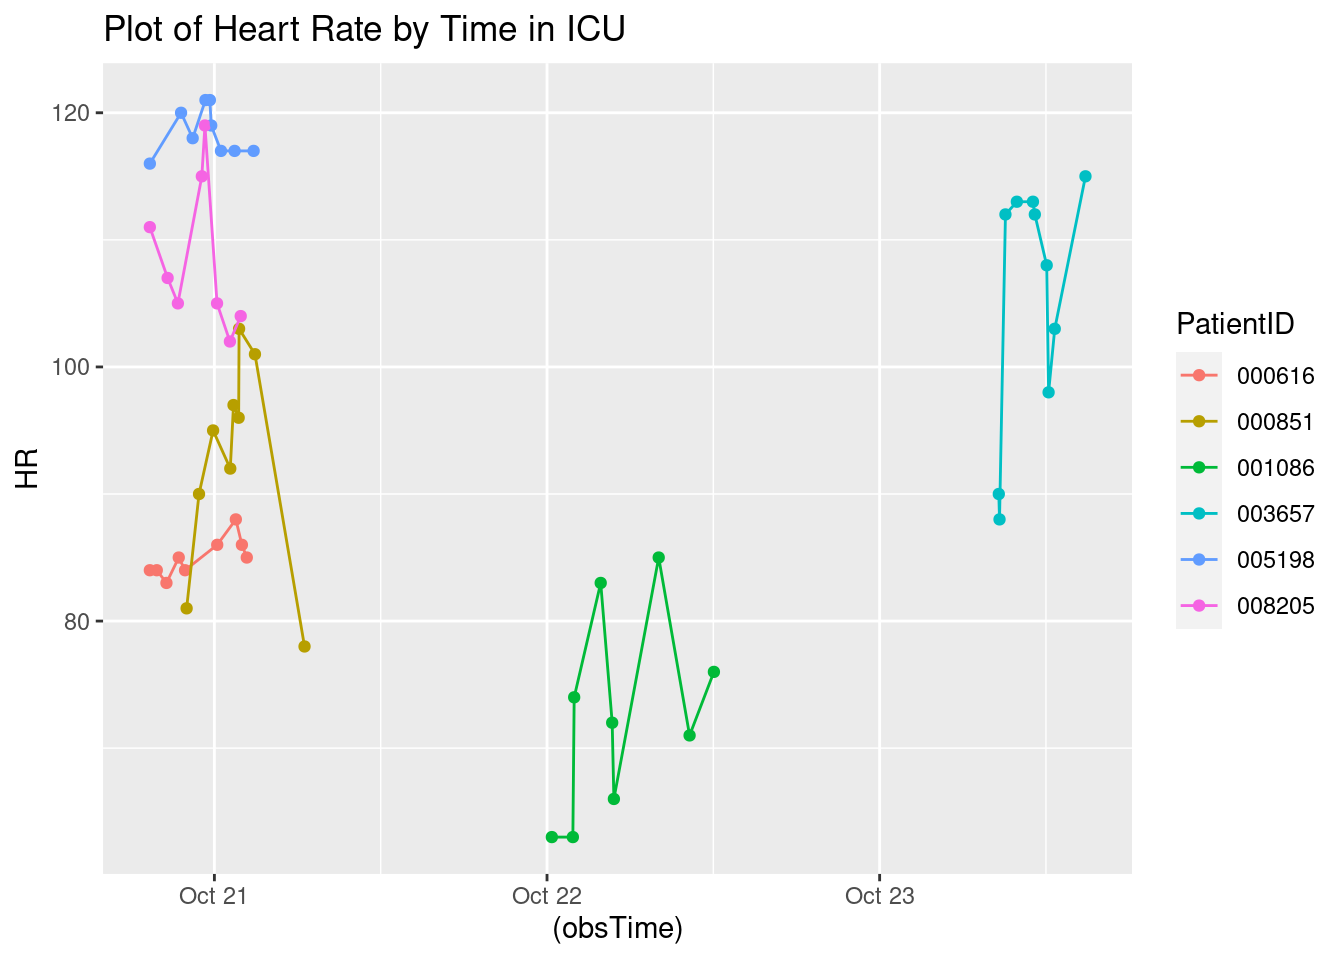 Plot of Heart Rate by Time in ICU
120
100
80
HR
Oct 21
Oct 22
Oct 23
(obsTime)
PatientID
000616
000851
001086
003657
005198
008205